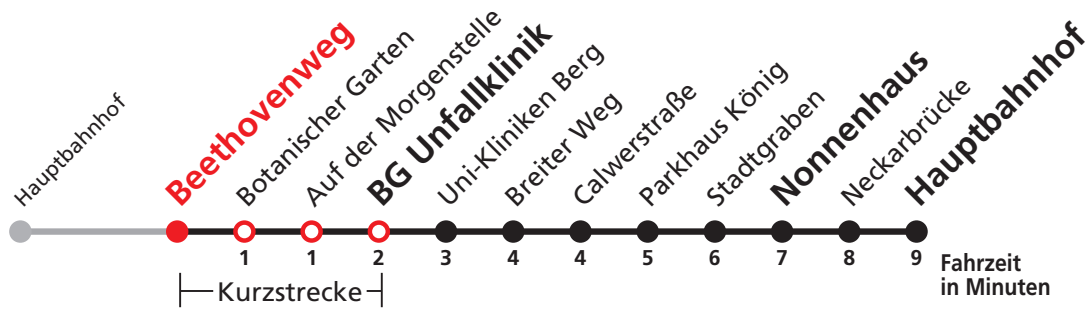 Hauptbahnhof
Beethovenweg
Botanischer Garten
Auf der Morgenstelle
BG Unfallklinik
Uni-Kliniken Berg
Breiter Weg
Calwerstraße
Parkhaus König
Stadtgraben
Nonnenhaus
Neckarbrücke
Hauptbahnhof
1 1 2 3 4 4 5 6 7 8 9
Fahrzeit
in Minuten
Kurzstrecke